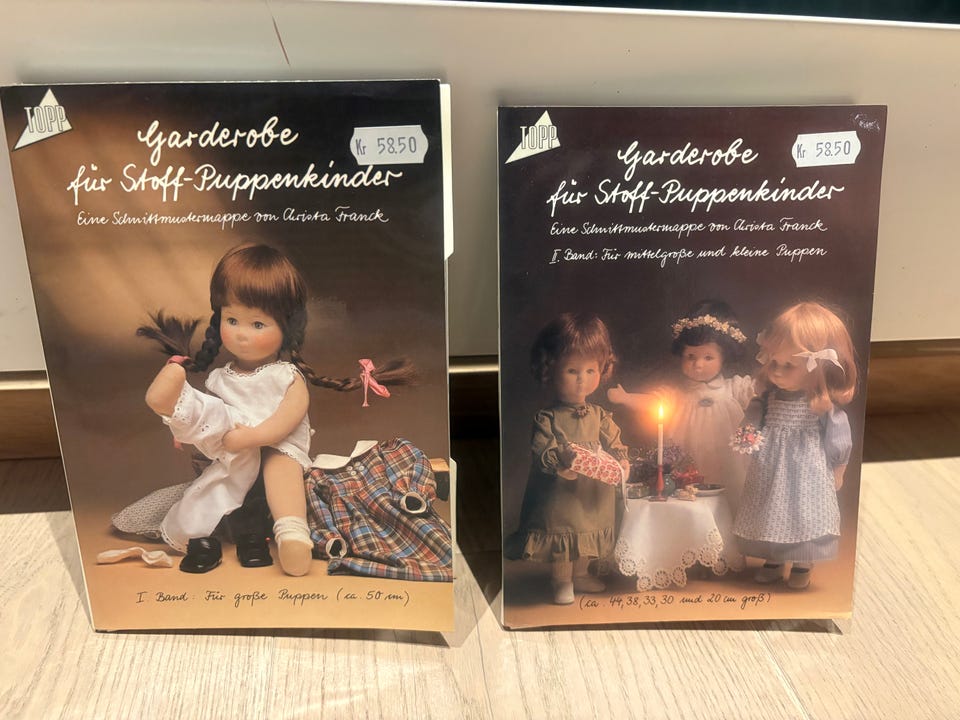 TOPP
Garderobe
Kr 58.50
für Stoff-Puppenkinder
Eine Schnittmustermappe von Christa Franck
I. Band: Für große Puppen (ca. 50 cm)
TOPP
Garderobe
Kr 58.50
für Stoff-Puppenkinder
Eine Schnittmustermappe von Christa Franck
II. Band: Für mittelgroße und kleine Puppen
(ca. 44, 38, 33, 30 und 20 cm groß)